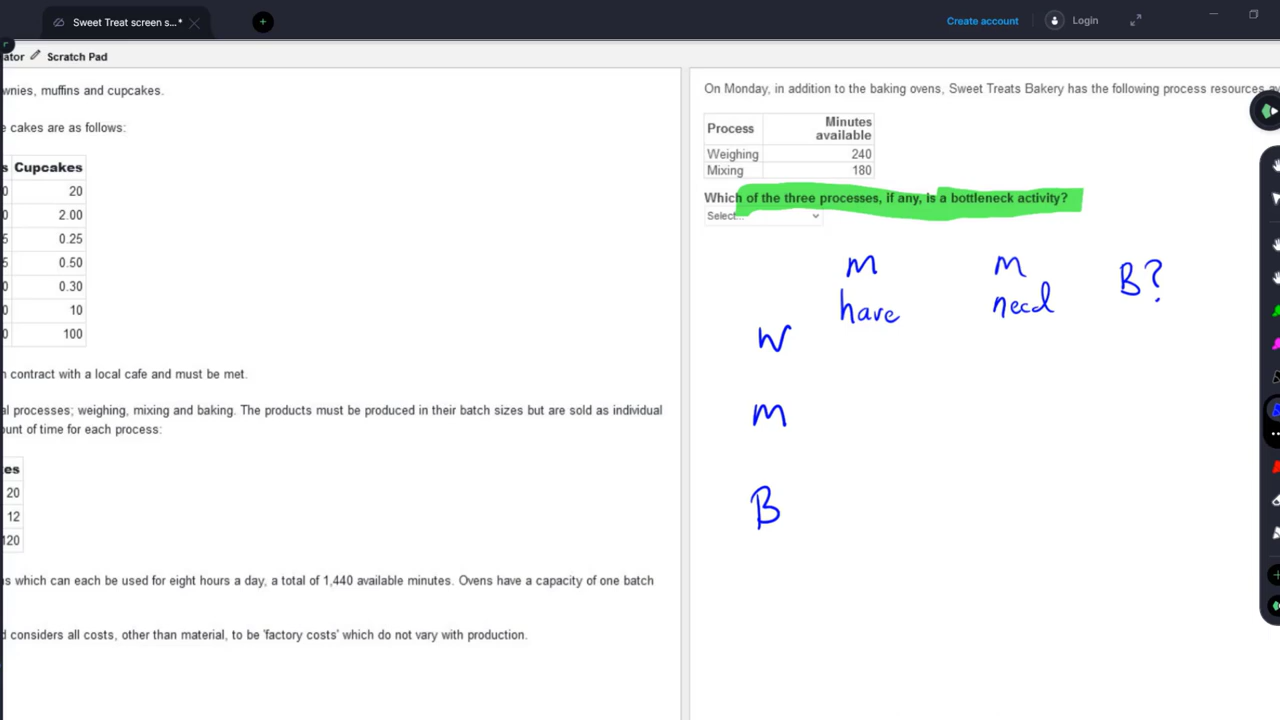 Sweet Treat screen s...*
Create account
Login
ator Scratch Pad
wnies, muffins and cupcakes.
e cakes are as follows:
s Cupcakes
0 20
0 2.00
5 0.25
5 0.50
0 0.30
0 10
0 100
n contract with a local cafe and must be met.
al processes; weighing, mixing and baking. The products must be produced in their batch sizes but are sold as individual
ount of time for each process:
es
20
12
120
s which can each be used for eight hours a day, a total of 1,440 available minutes. Ovens have a capacity of one batch
d considers all costs, other than material, to be 'factory costs' which do not vary with production.
On Monday, in addition to the baking ovens, Sweet Treats Bakery has the following process resources
Process Minutes available
Weighing 240
Mixing 180
Which of the three processes, if any, is a bottleneck activity?
Select...
M M B?
have need
W
M
B